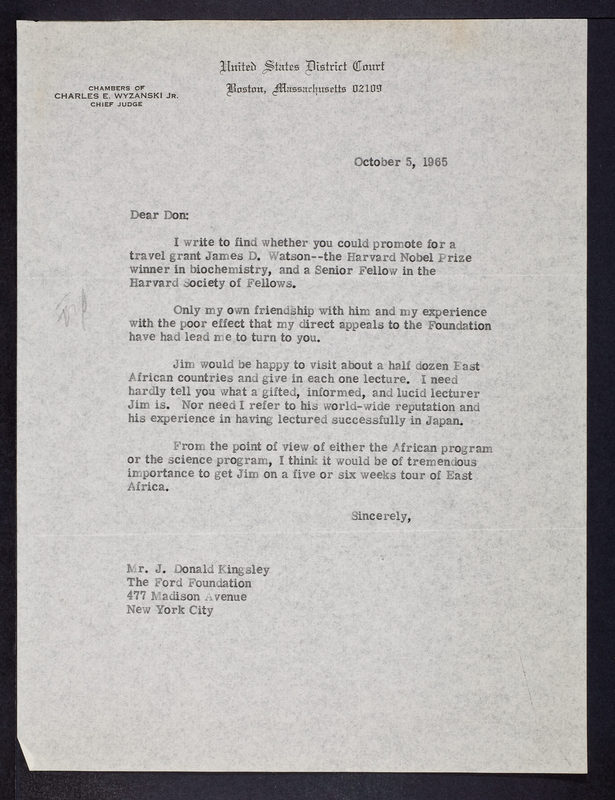 United States District Court
Boston, Massachusetts 02109
CHAMBERS OF
CHARLES E. WYZANSKI JR.
CHIEF JUDGE
October 5, 1965
Dear Don:
I write to find whether you could promote for a
travel grant James D. Watson--the Harvard Nobel Prize
winner in biochemistry, and a Senior Fellow in the
Harvard Society of Fellows.
Only my own friendship with him and my experience
with the poor effect that my direct appeals to the Foundation
have had lead me to turn to you.
Jim would be happy to visit about a half dozen East
African countries and give in each one lecture. I need
hardly tell you what a gifted, informed, and lucid lecturer
Jim is. Nor need I refer to his world-wide reputation and
his experience in having lectured successfully in Japan.
From the point of view of either the African program
or the science program, I think it would be of tremendous
importance to get Jim on a five or six weeks tour of East
Africa.
Sincerely,
Mr. J. Donald Kingsley
The Ford Foundation
477 Madison Avenue
New York City